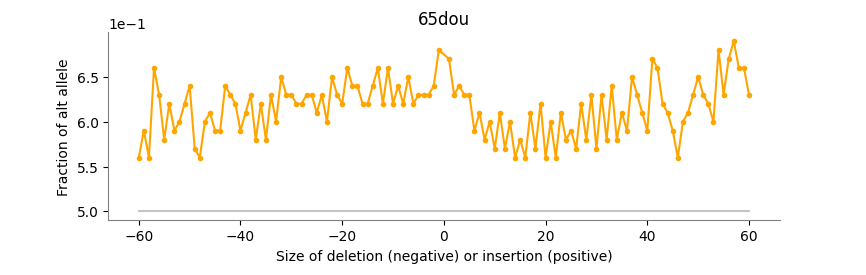 65dou
1e−1
Fraction of alt allele
6.5
6.0
5.5
5.0
−60 −40 −20 0 20 40 60
Size of deletion (negative) or insertion (positive)